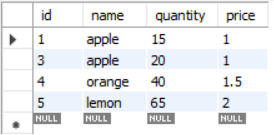 id name quantity price
1 apple 15 1
3 apple 20 1
4 orange 40 1.5
5 lemon 65 2
NULL NULL NULL NULL